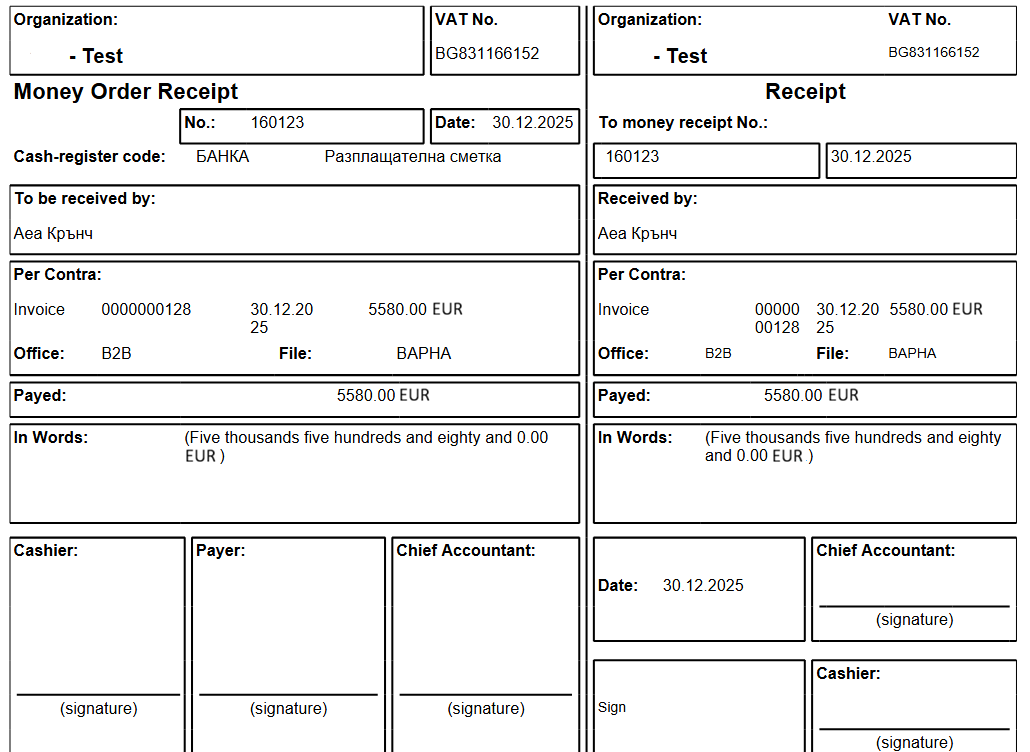 Organization:
- Test
VAT No.
BG831166152
Money Order Receipt
No.: 160123
Date: 30.12.2025
Cash-register code: БАНКА Разплащателна сметка
To be received by:
Аеа Крънч
Per Contra:
Invoice 0000000128 30.12.20 5580.00 EUR
25
Office: B2B File: ВАРНА
Payed: 5580.00 EUR
In Words: (Five thousands five hundreds and eighty and 0.00
EUR )
Cashier:
(signature)
Payer:
(signature)
Chief Accountant:
(signature)
Organization: VAT No.
- Test BG831166152
Receipt
To money receipt No.:
160123 30.12.2025
Received by:
Аеа Крънч
Per Contra:
Invoice 00000 30.12.20 5580.00 EUR
00128 25
Office: B2B File: ВАРНА
Payed: 5580.00 EUR
In Words: (Five thousands five hundreds and eighty
and 0.00 EUR )
Date: 30.12.2025
Chief Accountant:
(signature)
Sign
Cashier:
(signature)